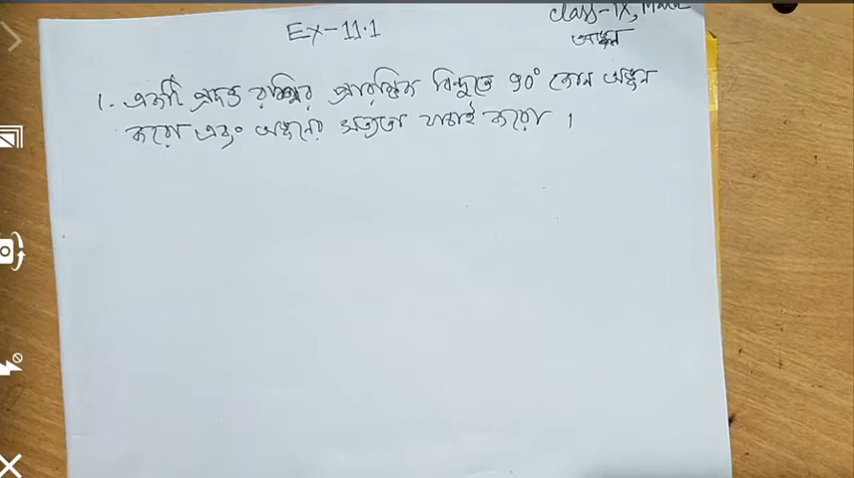 Ex-11.1
class-IX, Math
অঙ্কন
1. একটি প্রদত্ত রশ্মির প্রারম্ভিক বিন্দুতে 90° কোন অঙ্কন
করো এবং অঙ্কনের সত্যতা যাচাই করো।